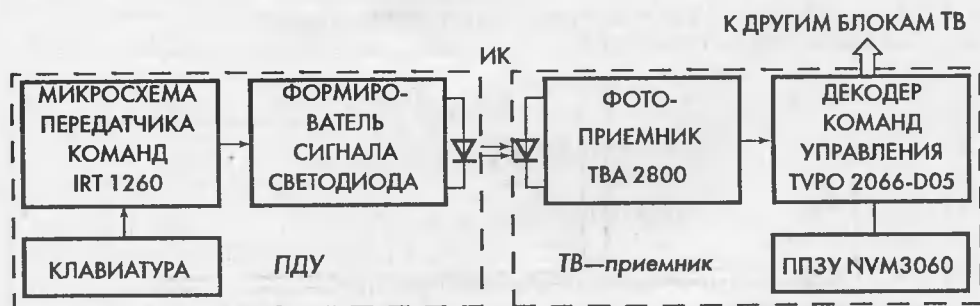 К ДРУГИМ БЛОКАМ ТВ
ИК
МИКРОСХЕМА
ПЕРЕДАТЧИКА
КОМАНД
IRT 1260
ФОРМИРО-
ВАТЕЛЬ
СИГНАЛА
СВЕТОДИОДА
ФОТО-
ПРИЕМНИК
TBA 2800
ДЕКОДЕР
КОМАНД
УПРАВЛЕНИЯ
TVPO 2066-D05
КЛАВИАТУРА
ПДУ
ТВ—приемник
ППЗУ NVM3060